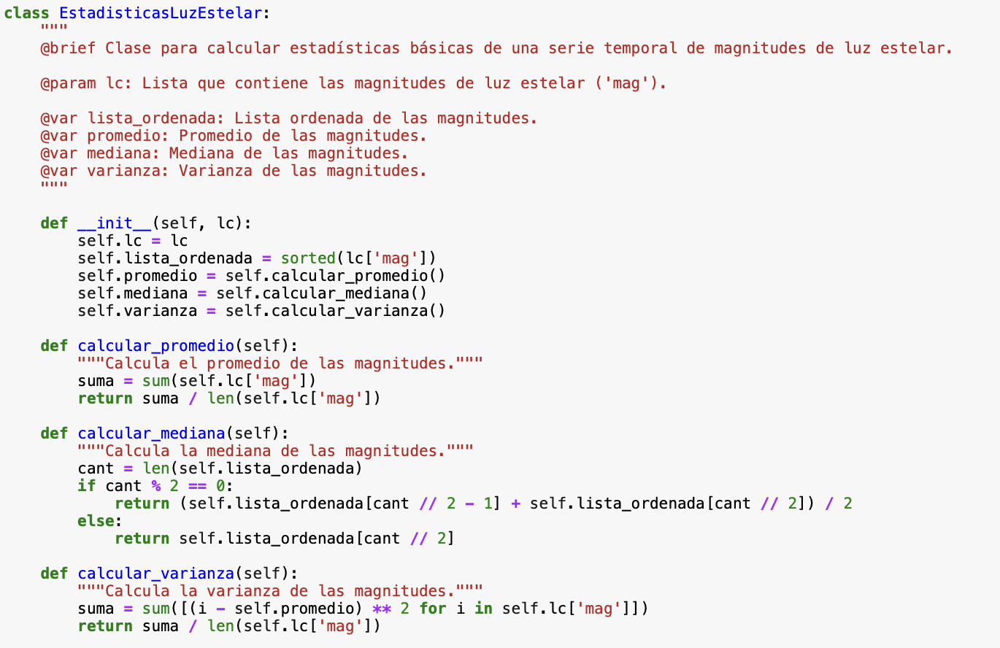 class EstadisticasLuzEstelar:
    """
    @brief Clase para calcular estadísticas básicas de una serie temporal de magnitudes de luz estelar.

    @param lc: Lista que contiene las magnitudes de luz estelar ('mag').

    @var lista_ordenada: Lista ordenada de las magnitudes.
    @var promedio: Promedio de las magnitudes.
    @var mediana: Mediana de las magnitudes.
    @var varianza: Varianza de las magnitudes.
    """

    def __init__(self, lc):
        self.lc = lc
        self.lista_ordenada = sorted(lc['mag'])
        self.promedio = self.calcular_promedio()
        self.mediana = self.calcular_mediana()
        self.varianza = self.calcular_varianza()

    def calcular_promedio(self):
        """Calcula el promedio de las magnitudes."""
        suma = sum(self.lc['mag'])
        return suma / len(self.lc['mag'])

    def calcular_mediana(self):
        """Calcula la mediana de las magnitudes."""
        cant = len(self.lista_ordenada)
        if cant % 2 == 0:
            return (self.lista_ordenada[cant // 2 - 1] + self.lista_ordenada[cant // 2]) / 2
        else:
            return self.lista_ordenada[cant // 2]

    def calcular_varianza(self):
        """Calcula la varianza de las magnitudes."""
        suma = sum([(i - self.promedio) ** 2 for i in self.lc['mag']])
        return suma / len(self.lc['mag'])